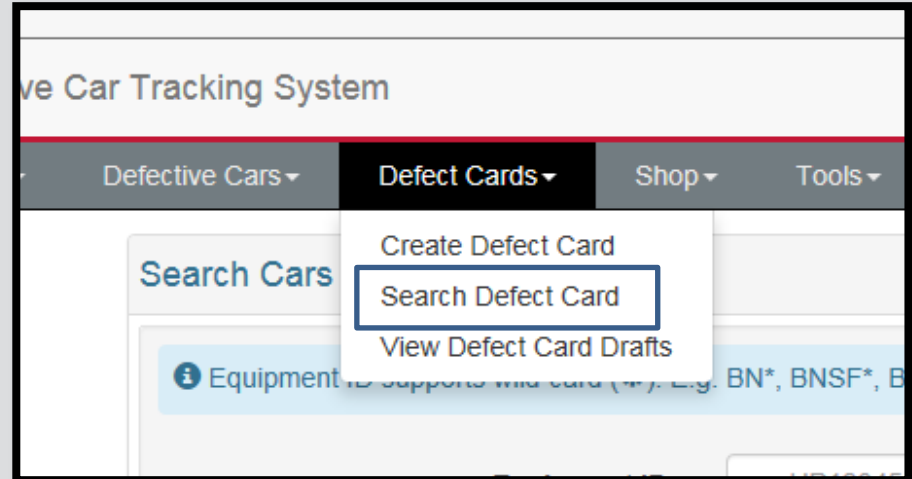 ve Car Tracking System
Defective Cars Defect Cards Shop Tools
Create Defect Card
Search Cars
Search Defect Card
View Defect Card Drafts
Equipment ID supports wild card (*). E.g. BN*, BNSF*, B